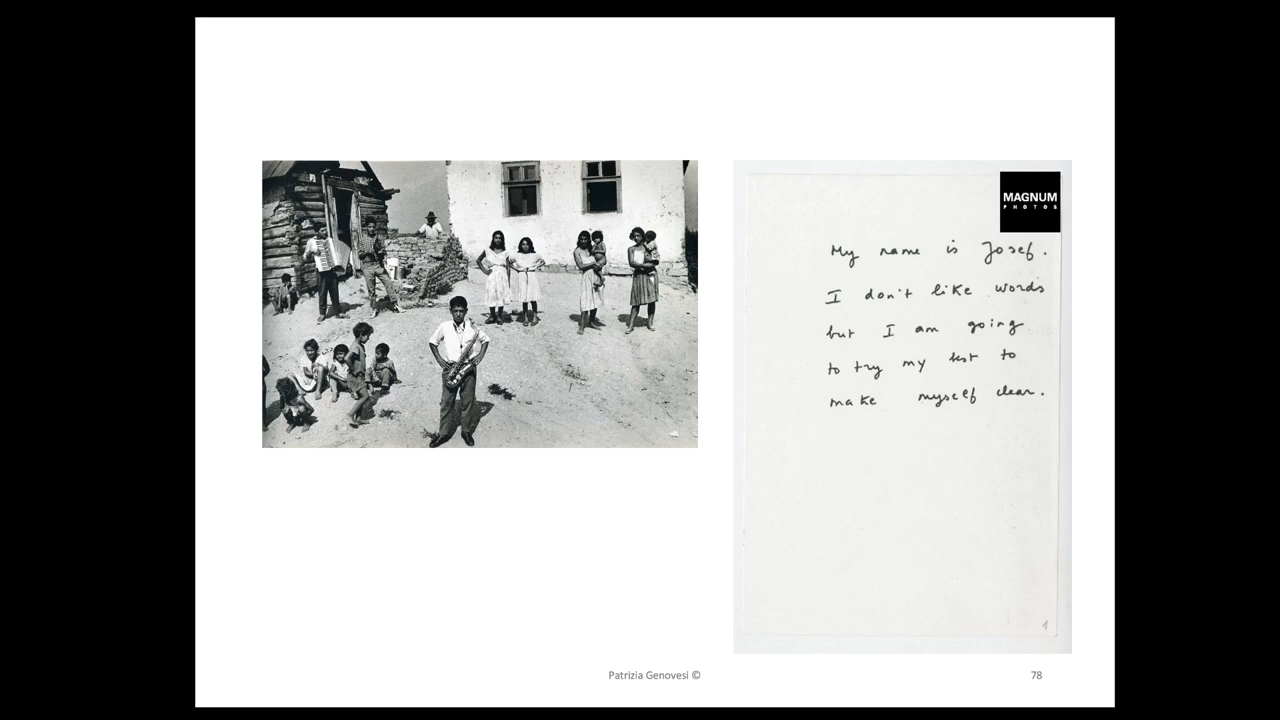 MAGNUM
PHOTOS
My name is Josef.
I don't like words
but I am going
to try my best to
make myself clear.
1
Patrizia Genovesi ©
78